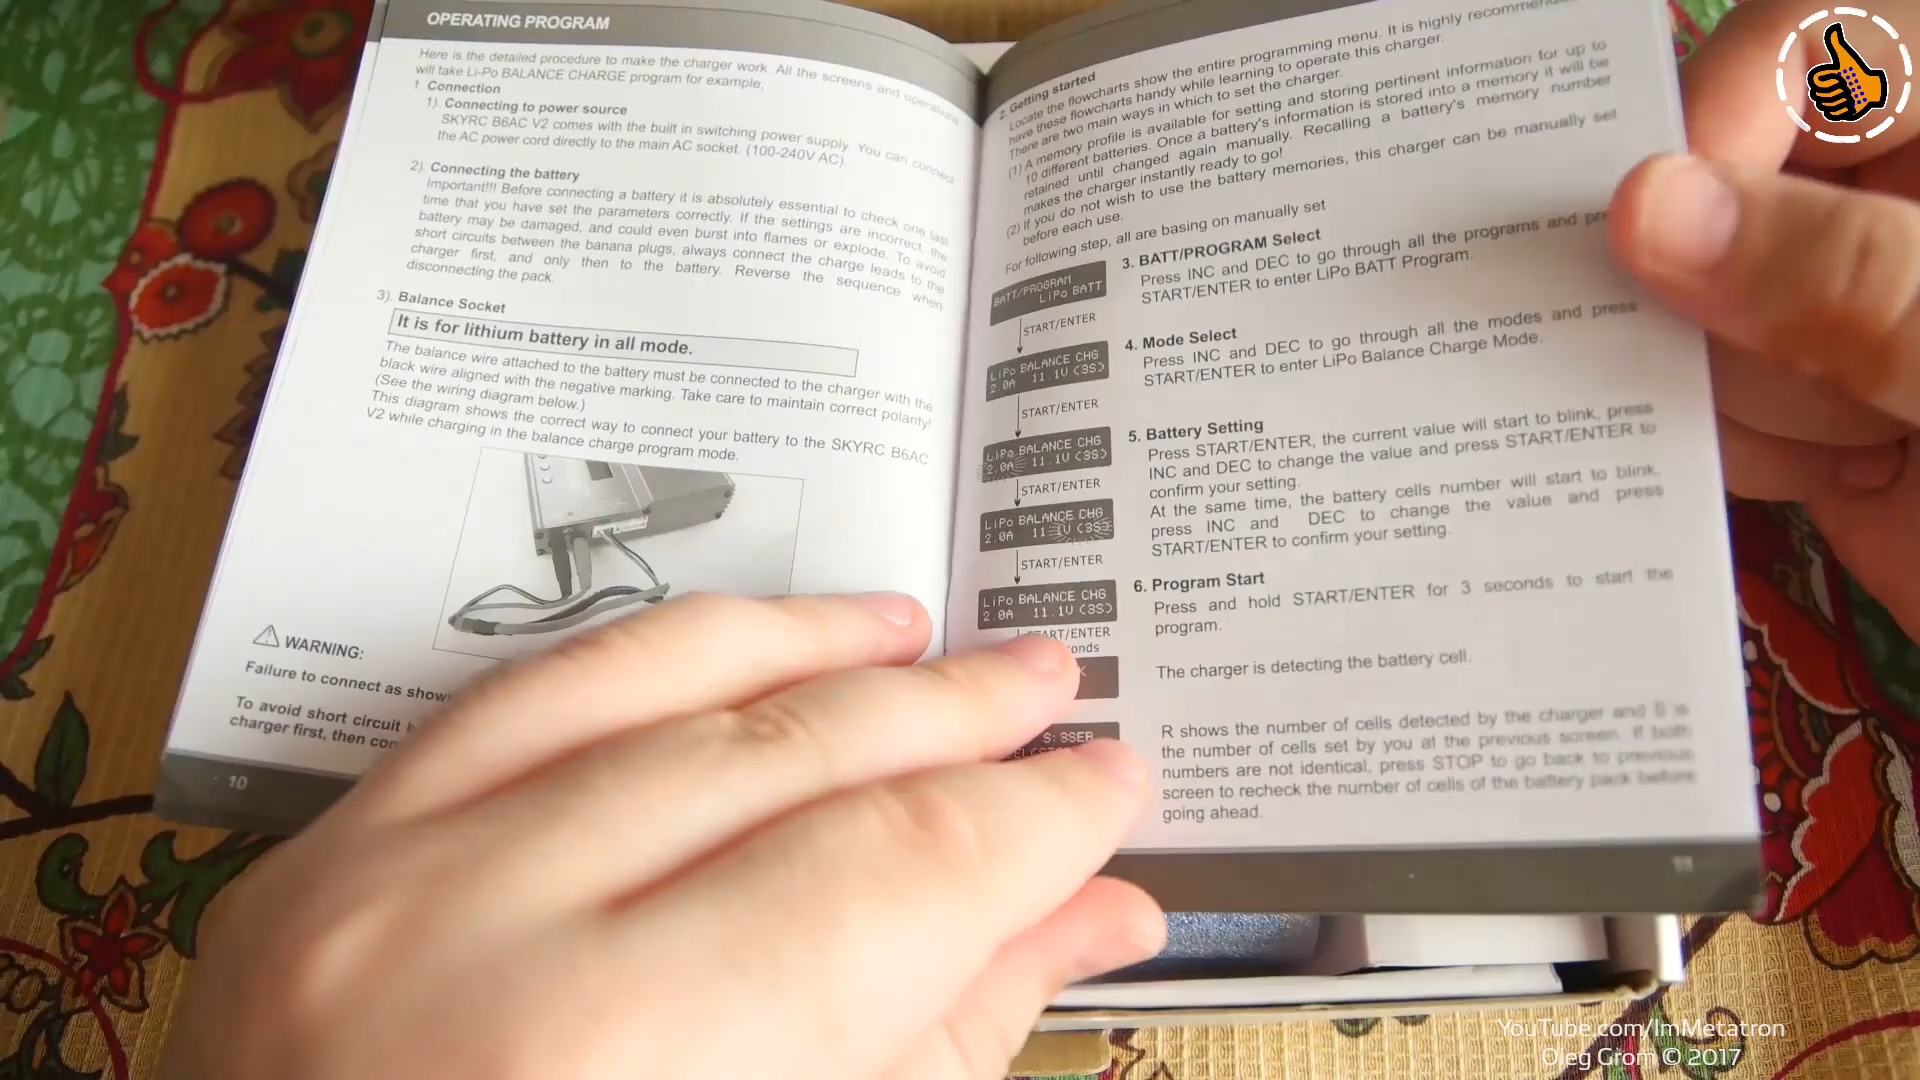 OPERATING PROGRAM
Here is the detailed procedure to make the charger work. All the screens and operations
will take Li-Po BALANCE CHARGE program for example,
1. Connection
1). Connecting to power source
SKYRC B6AC V2 comes with the built in switching power supply. You can connect
the AC power cord directly to the main AC socket. (100-240V AC).
2). Connecting the battery
Important!!! Before connecting a battery it is absolutely essential to check one last
time that you have set the parameters correctly. If the settings are incorrect, the
battery may be damaged, and could even burst into flames or explode. To avoid
short circuits between the banana plugs, always connect the charge leads to the
charger first, and only then to the battery. Reverse the sequence when
disconnecting the pack.
3). Balance Socket
It is for lithium battery in all mode.
The balance wire attached to the battery must be connected to the charger with the
black wire aligned with the negative marking. Take care to maintain correct polarity!
(See the wiring diagram below.)
This diagram shows the correct way to connect your battery to the SKYRC B6AC
V2 while charging in the balance charge program mode.
WARNING:
Failure to connect as show
To avoid short circuit
charger first, then
10
2. Getting started
Locate the flowcharts show the entire programming menu. It is highly
have these flowcharts handy while learning to operate this charger.
There are two main ways in which to set the charger.
(1) A memory profile is available for setting and storing pertinent information for up to
10 different batteries. Once a battery's information is stored into a memory it will be
retained until changed again manually. Recalling a battery's memory number
makes the charger instantly ready to go!
(2) If you do not wish to use the battery memories, this charger can be manually set
before each use.
For following step, all are basing on manually set
BATT/PROGRAM
LiPo BATT
START/ENTER
LiPo BALANCE CHG
2.0A 11.1V (3S)
START/ENTER
LiPo BALANCE CHG
2.0A 11.1V (3S)
START/ENTER
LiPo BALANCE CHG
2.0A 11.1V (3S)
START/ENTER
LiPo BALANCE CHG
2.0A 11.1V (3S)
START/ENTER
onds
K
S:3SER
3. BATT/PROGRAM Select
Press INC and DEC to go through all the programs and
START/ENTER to enter LiPo BATT Program.
4. Mode Select
Press INC and DEC to go through all the modes and press
START/ENTER to enter LiPo Balance Charge Mode.
5. Battery Setting
Press START/ENTER, the current value will start to blink, press
INC and DEC to change the value and press START/ENTER to
confirm your setting.
At the same time, the battery cells number will start to blink,
press INC and DEC to change the value and press
START/ENTER to confirm your setting.
6. Program Start
Press and hold START/ENTER for 3 seconds to start the
program.
The charger is detecting the battery cell.
R shows the number of cells detected by the charger and S is
the number of cells set by you at the previous screen. If both
numbers are not identical, press STOP to go back to previous
screen to recheck the number of cells of the battery pack before
going ahead.
11
YouTube.com/ImMetatron
Oleg Grom © 2017